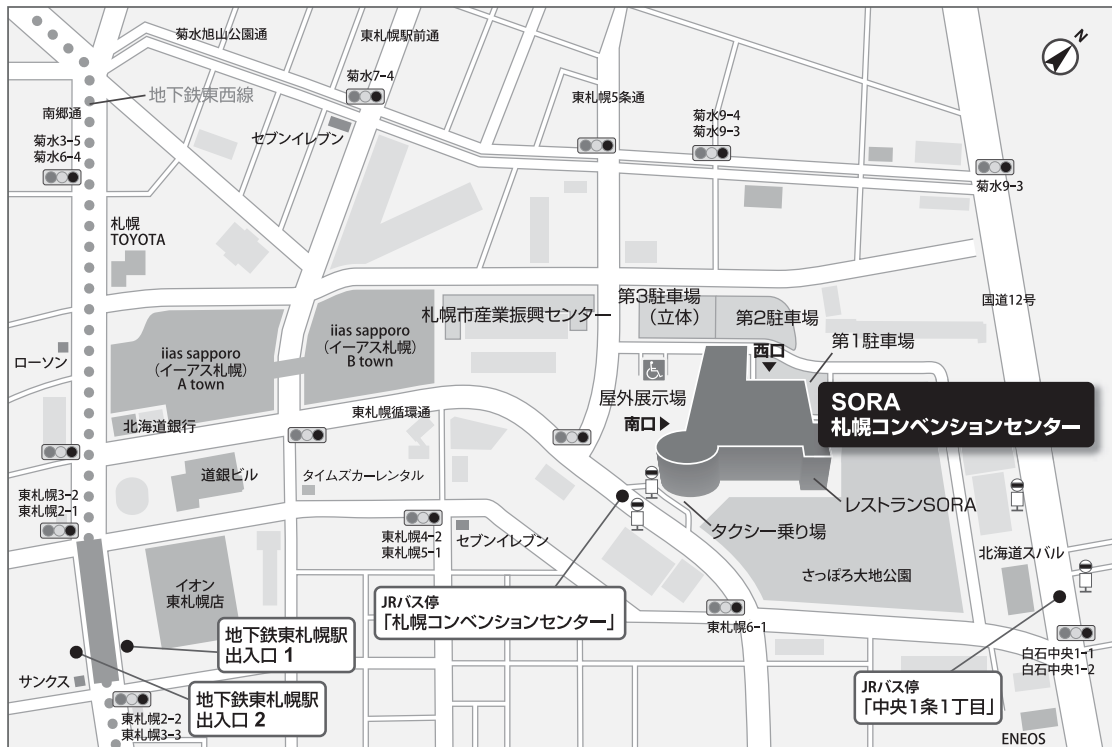 N
菊水旭山公園通
東札幌駅前通
菊水7-4
地下鉄東西線
南郷通
菊水3-5
菊水6-4
セブンイレブン
東札幌5条通
菊水9-4
菊水9-3
菊水9-3
札幌
TOYOTA
国道12号
札幌市産業振興センター
第3駐車場
（立体）
第2駐車場
第1駐車場
西口
iias sapporo
（イーアス札幌）
A town
iias sapporo
（イーアス札幌）
B town
ローソン
北海道銀行
東札幌循環通
屋外展示場
南口
SORA
札幌コンベンションセンター
道銀ビル
タイムズカーレンタル
東札幌3-2
東札幌2-1
東札幌4-2
東札幌5-1
セブンイレブン
タクシー乗り場
レストランSORA
さっぽろ大地公園
北海道スバル
イオン
東札幌店
JRバス停
「札幌コンベンションセンター」
東札幌6-1
地下鉄東札幌駅
出入口 1
地下鉄東札幌駅
出入口 2
サンクス
東札幌2-2
東札幌3-3
白石中央1-1
白石中央1-2
JRバス停
「中央1条1丁目」
ENEOS